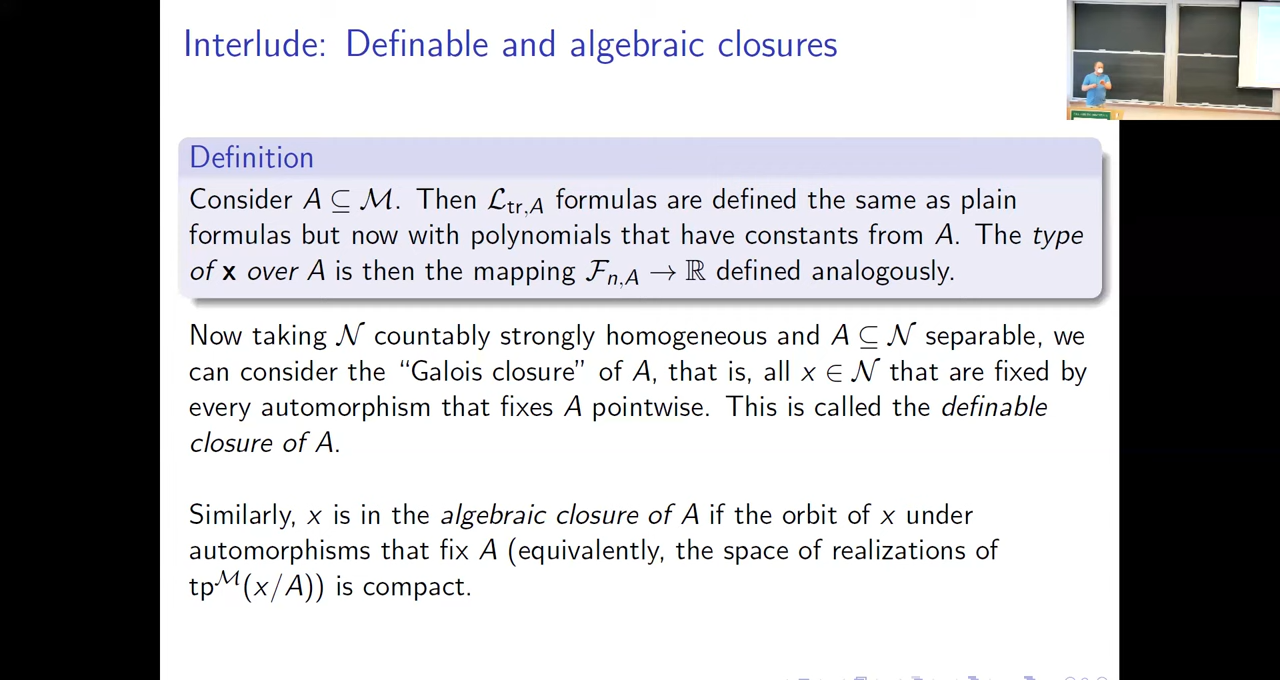 Interlude: Definable and algebraic closures
Definition
Consider A ⊆ ℳ. Then ℒ_tr,A formulas are defined the same as plain
formulas but now with polynomials that have constants from A. The type
of x over A is then the mapping ℱ_n,A → ℝ defined analogously.
Now taking 𝒩 countably strongly homogeneous and A ⊆ 𝒩 separable, we
can consider the “Galois closure” of A, that is, all x ∈ 𝒩 that are fixed by
every automorphism that fixes A pointwise. This is called the definable
closure of A.
Similarly, x is in the algebraic closure of A if the orbit of x under
automorphisms that fix A (equivalently, the space of realizations of
tp^ℳ(x/A)) is compact.